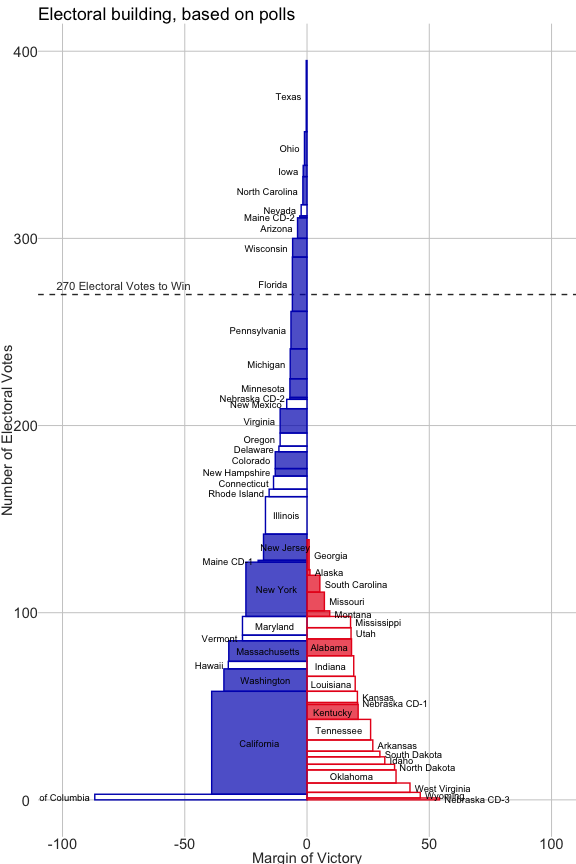 Electoral building, based on polls
400
Texas
Ohio
Iowa
North Carolina
Nevada
Maine CD-2
Arizona
300
Wisconsin
Florida
270 Electoral Votes to Win
Pennsylvania
Michigan
Minnesota
Nebraska CD-2
New Mexico
200
Virginia
Oregon
Delaware
Colorado
New Hampshire
Connecticut
Rhode Island
Illinois
New Jersey
Georgia
Maine CD-1
Alaska
South Carolina
New York
Missouri
100
Montana
Mississippi
Maryland
Utah
Vermont
Alabama
Massachusetts
Hawaii
Indiana
Washington
Louisiana
Kansas
Nebraska CD-1
Kentucky
Tennessee
California
Arkansas
South Dakota
Idaho
North Dakota
Oklahoma
West Virginia
Wyoming
of Columbia
Nebraska CD-3
0
-100 -50 0 50 100
Margin of Victory
Number of Electoral Votes